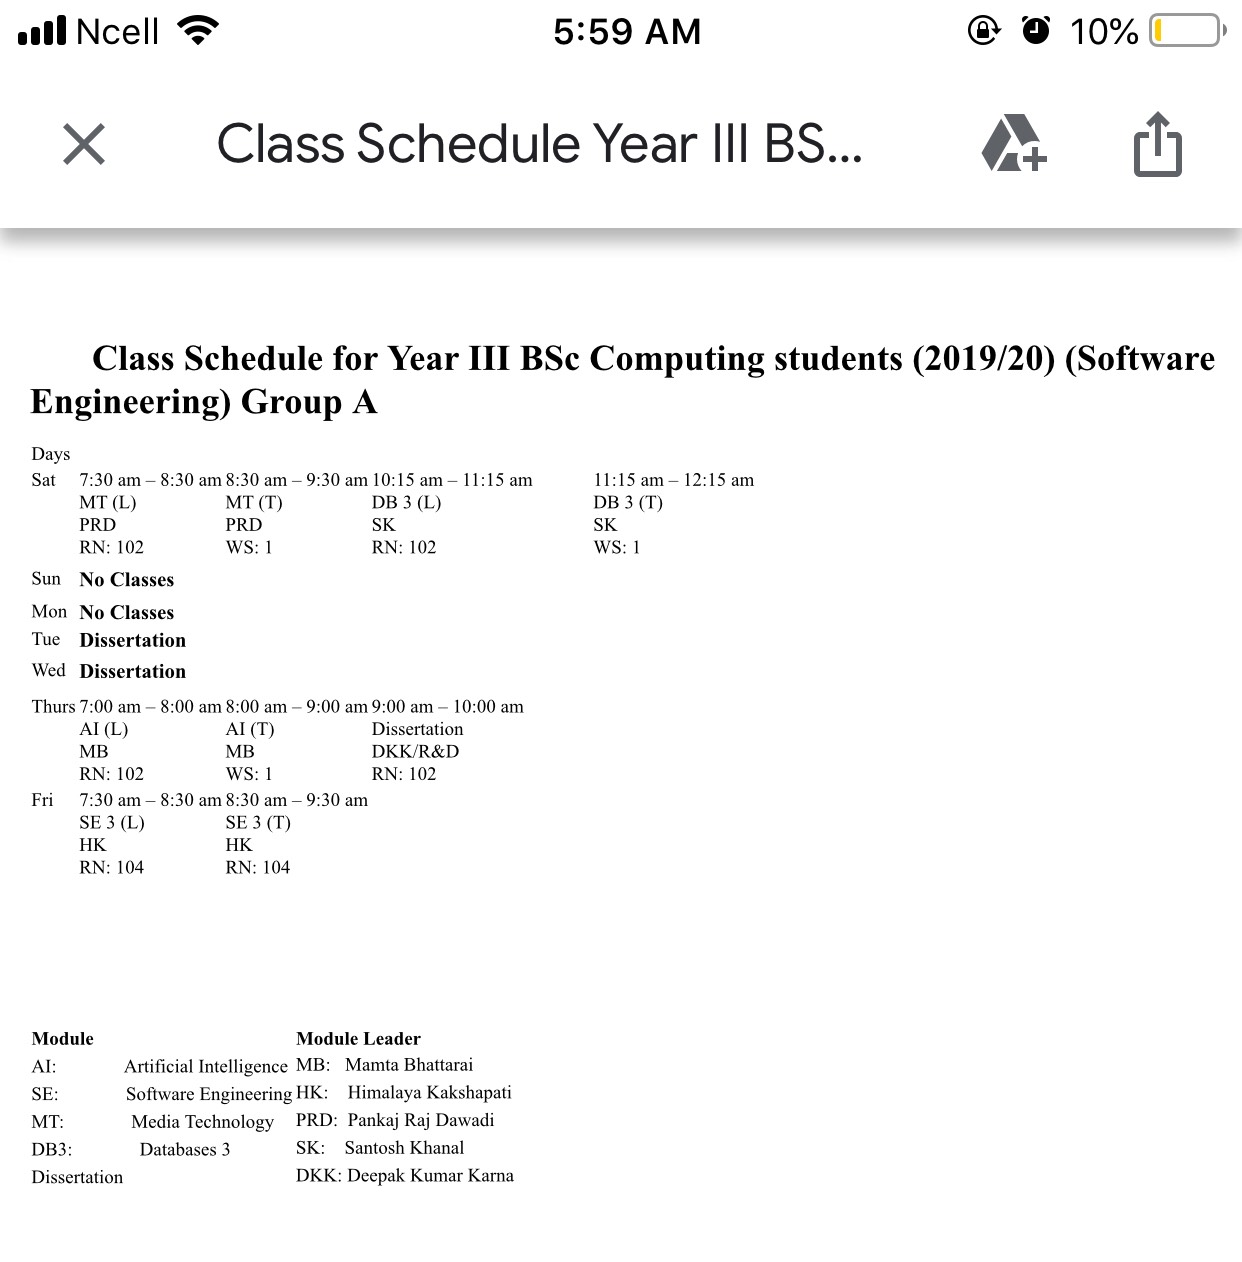 Ncell 5:59 AM 10%
Class Schedule Year III BS...
Class Schedule for Year III BSc Computing students (2019/20) (Software
Engineering) Group A
Days
Sat 7:30 am – 8:30 am 8:30 am – 9:30 am 10:15 am – 11:15 am 11:15 am – 12:15 am
MT (L) MT (T) DB 3 (L) DB 3 (T)
PRD PRD SK SK
RN: 102 WS: 1 RN: 102 WS: 1
Sun No Classes
Mon No Classes
Tue Dissertation
Wed Dissertation
Thurs 7:00 am – 8:00 am 8:00 am – 9:00 am 9:00 am – 10:00 am
AI (L) AI (T) Dissertation
MB MB DKK/R&D
RN: 102 WS: 1 RN: 102
Fri 7:30 am – 8:30 am 8:30 am – 9:30 am
SE 3 (L) SE 3 (T)
HK HK
RN: 104 RN: 104
Module Module Leader
AI: Artificial Intelligence MB: Mamta Bhattarai
SE: Software Engineering HK: Himalaya Kakshapati
MT: Media Technology PRD: Pankaj Raj Dawadi
DB3: Databases 3 SK: Santosh Khanal
Dissertation DKK: Deepak Kumar Karna